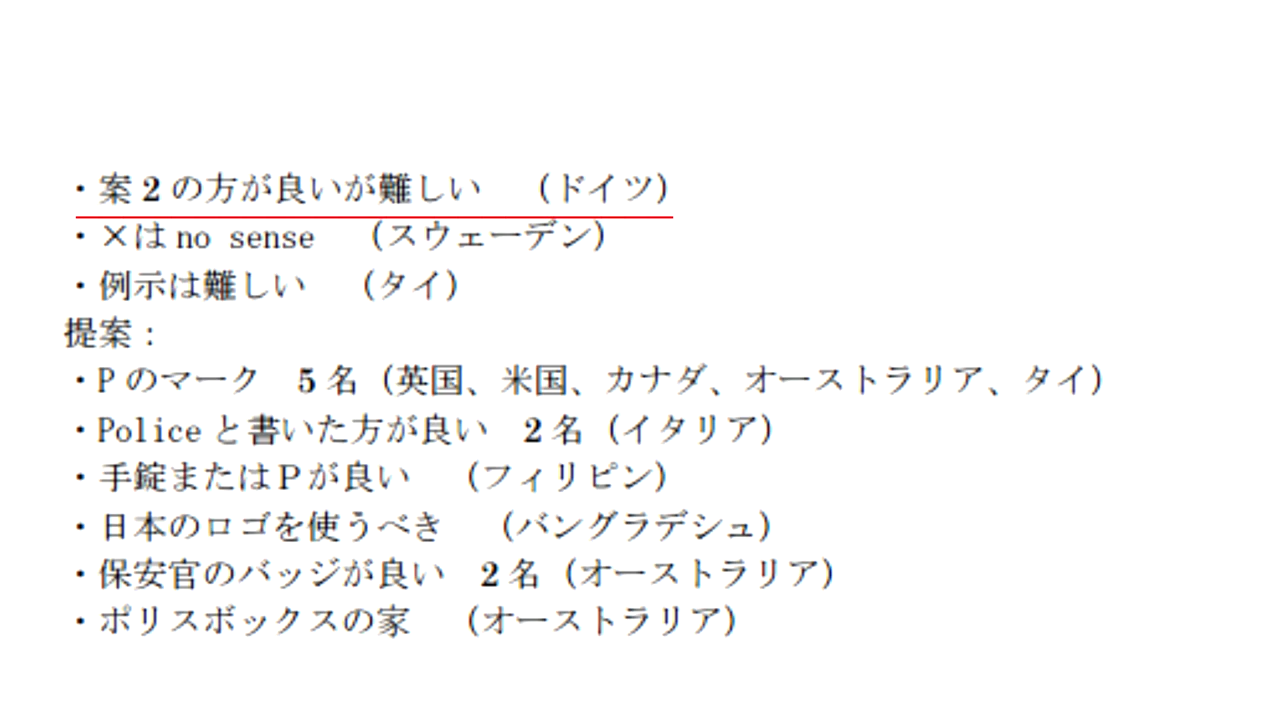 ・案2の方が良いが難しい　（ドイツ）
・×は no sense　（スウェーデン）
・例示は難しい　（タイ）
提案：
・Pのマーク　5名（英国、米国、カナダ、オーストラリア、タイ）
・Policeと書いた方が良い　2名（イタリア）
・手錠またはＰが良い　（フィリピン）
・日本のロゴを使うべき　（バングラデシュ）
・保安官のバッジが良い　2名（オーストラリア）
・ポリスボックスの家　（オーストラリア）